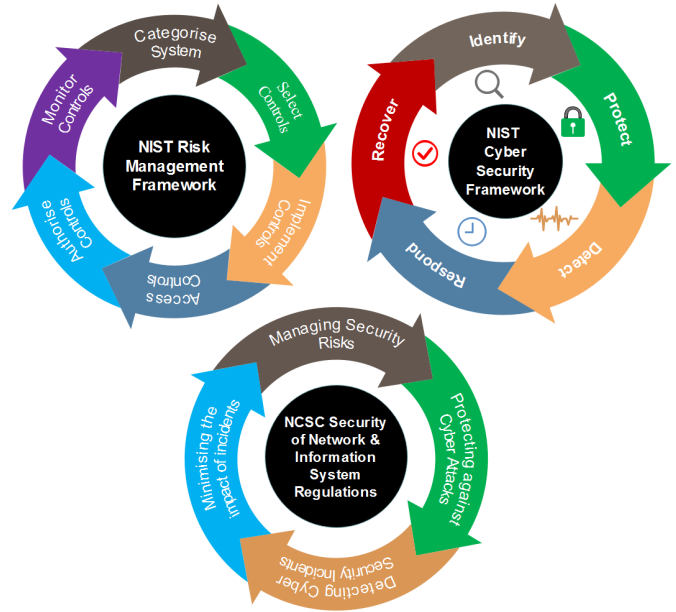 Categorise
System
Select
Controls
Implement
Controls
Access
Controls
Authorise
Controls
Monitor
Controls
NIST Risk
Management
Framework
Identify
Protect
Detect
Respond
Recover
NIST
Cyber
Security
Framework
Managing Security
Risks
Protecting against
Cyber Attacks
Detecting Cyber
Security Incidents
Minimising the
impact of incidents
NCSC Security
of Network &
Information
System
Regulations